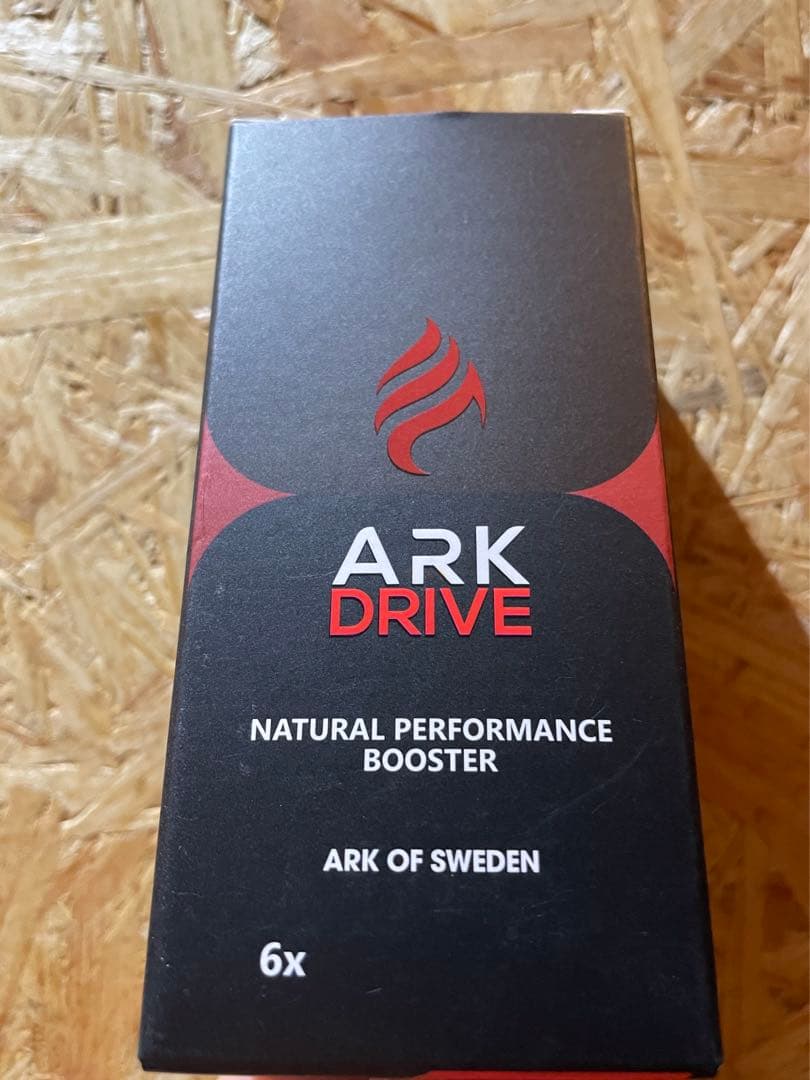 ARK
DRIVE
NATURAL PERFORMANCE
BOOSTER
ARK OF SWEDEN
6x